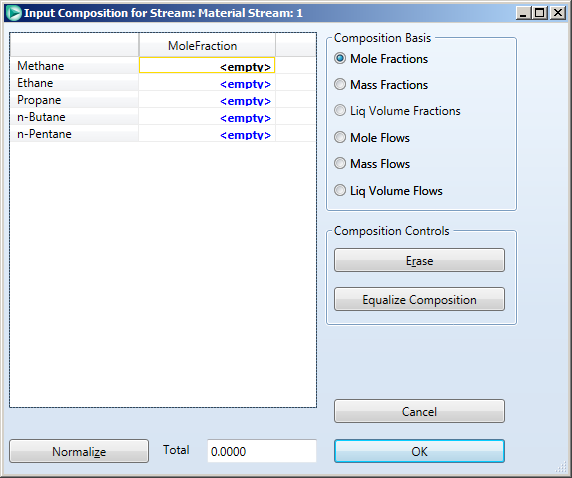 Input Composition for Stream: Material Stream: 1
MoleFraction
Methane <empty>
Ethane <empty>
Propane <empty>
n-Butane <empty>
n-Pentane <empty>
Composition Basis
Mole Fractions
Mass Fractions
Liq Volume Fractions
Mole Flows
Mass Flows
Liq Volume Flows
Composition Controls
Erase
Equalize Composition
Cancel
Normalize Total 0.0000 OK